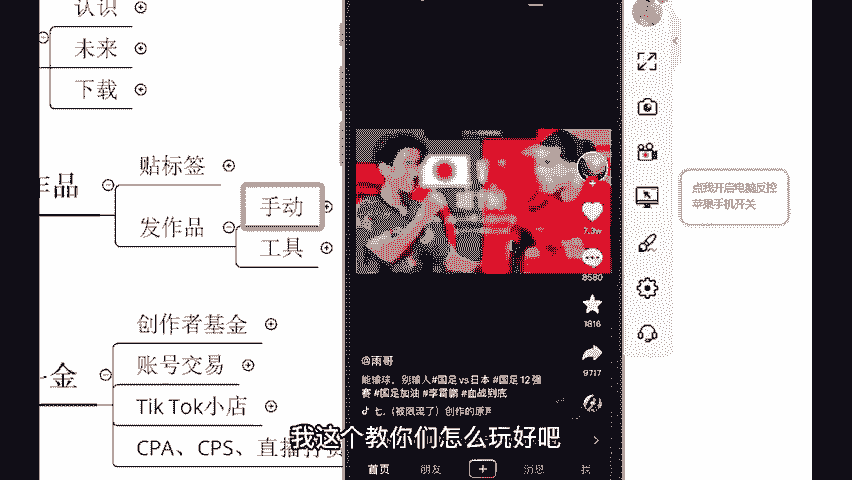 认识
未来
下载
作品
贴标签
发作品
手动
工具
金
创作者基金
账号交易
Tik Tok小店
CPA、CPS、直播打赏
点我开启电脑反控
苹果手机开关
7.3w
8580
1816
9717
@雨哥
能输球，别输人#国足vs日本 #国足12强
赛 #国足加油 #李霄鹏 #血战到底
七.（被限流了）创作的原声
我这个教你们怎么玩好吧
首页
朋友
消息
我